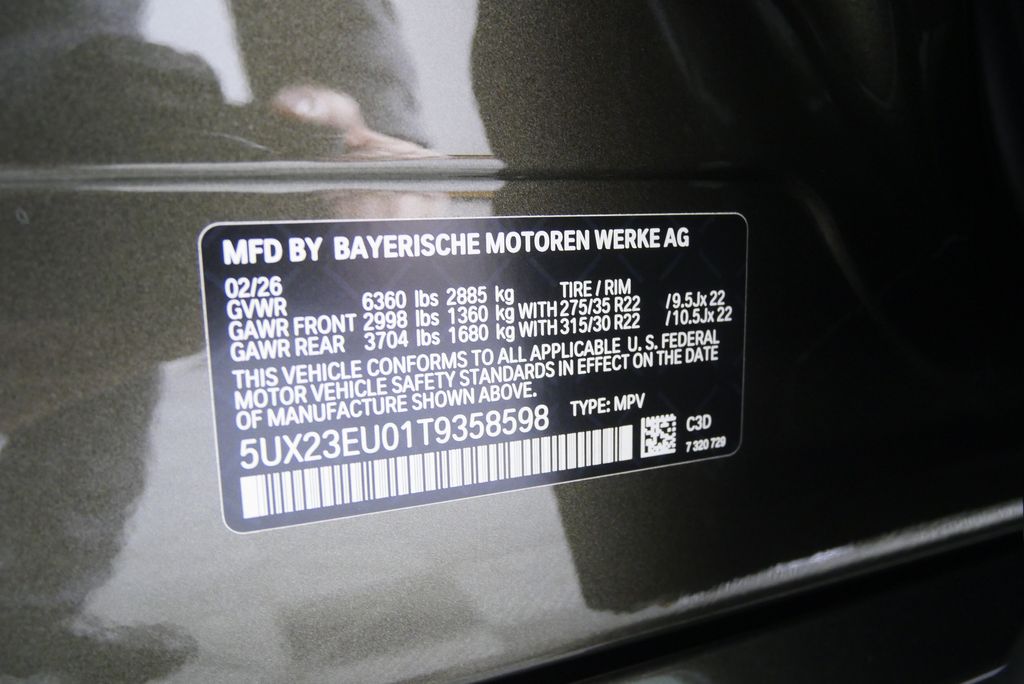 MFD BY BAYERISCHE MOTOREN WERKE AG
02/26 TIRE / RIM
GVWR 6360 lbs 2885 kg
GAWR FRONT 2998 lbs 1360 kg WITH 275/35 R22 /9.5Jx 22
GAWR REAR 3704 lbs 1680 kg WITH 315/30 R22 /10.5Jx 22
THIS VEHICLE CONFORMS TO ALL APPLICABLE U. S. FEDERAL
MOTOR VEHICLE SAFETY STANDARDS IN EFFECT ON THE DATE
OF MANUFACTURE SHOWN ABOVE.
TYPE: MPV
5UX23EU01T9358598
C3D
7 320 729